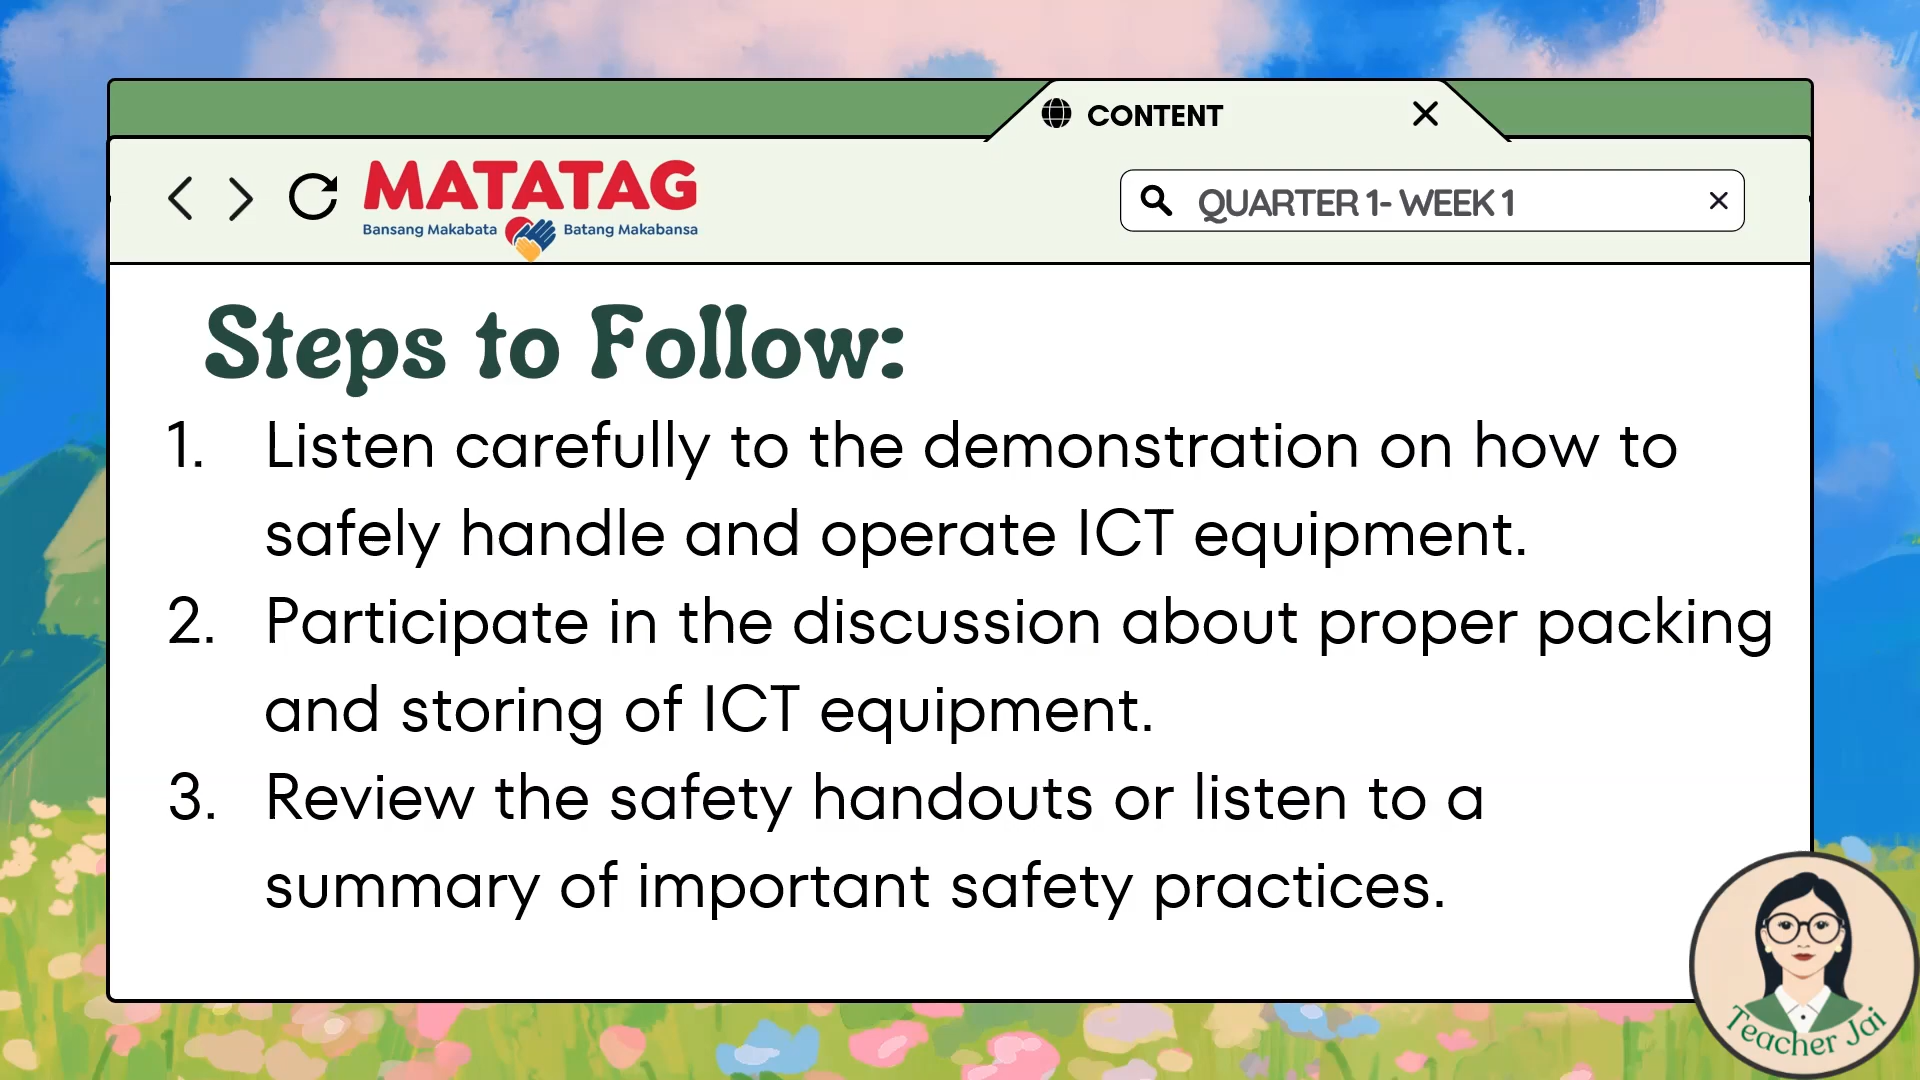 CONTENT
MATATAG
Bansang Makabata Batang Makabansa
QUARTER 1- WEEK 1
Steps to Follow:
1. Listen carefully to the demonstration on how to
safely handle and operate ICT equipment.
2. Participate in the discussion about proper packing
and storing of ICT equipment.
3. Review the safety handouts or listen to a
summary of important safety practices.
Teacher Jai